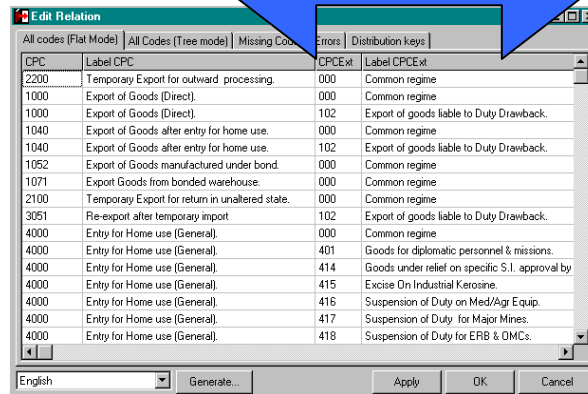 Edit Relation
All codes (Flat Mode) All Codes (Tree mode) Missing Errors Distribution keys
CPC Label CPC CPCExt Label CPCExt
2200 Temporary Export for outward processing. 000 Common regime
1000 Export of Goods (Direct). 000 Common regime
1000 Export of Goods (Direct). 102 Export of goods liable to Duty Drawback.
1040 Export of Goods after entry for home use. 000 Common regime
1040 Export of Goods after entry for home use. 102 Export of goods liable to Duty Drawback.
1052 Export of Goods manufactured under bond. 000 Common regime
1071 Export Goods from bonded warehouse. 000 Common regime
2100 Temporary Export for return in unaltered state. 000 Common regime
3051 Re-export after temporary import 102 Export of goods liable to Duty Drawback.
4000 Entry for Home use (General). 000 Common regime
4000 Entry for Home use (General). 401 Goods for diplomatic personnel & missions.
4000 Entry for Home use (General). 414 Goods under relief on specific S.I. approval by
4000 Entry for Home use (General). 415 Excise On Industrial Kerosine.
4000 Entry for Home use (General). 416 Suspension of Duty on Med/Agr Equip.
4000 Entry for Home use (General). 417 Suspension of Duty for Major Mines.
4000 Entry for Home use (General). 418 Suspension of Duty for ERB & OMCs.
English Generate... Apply OK Cancel